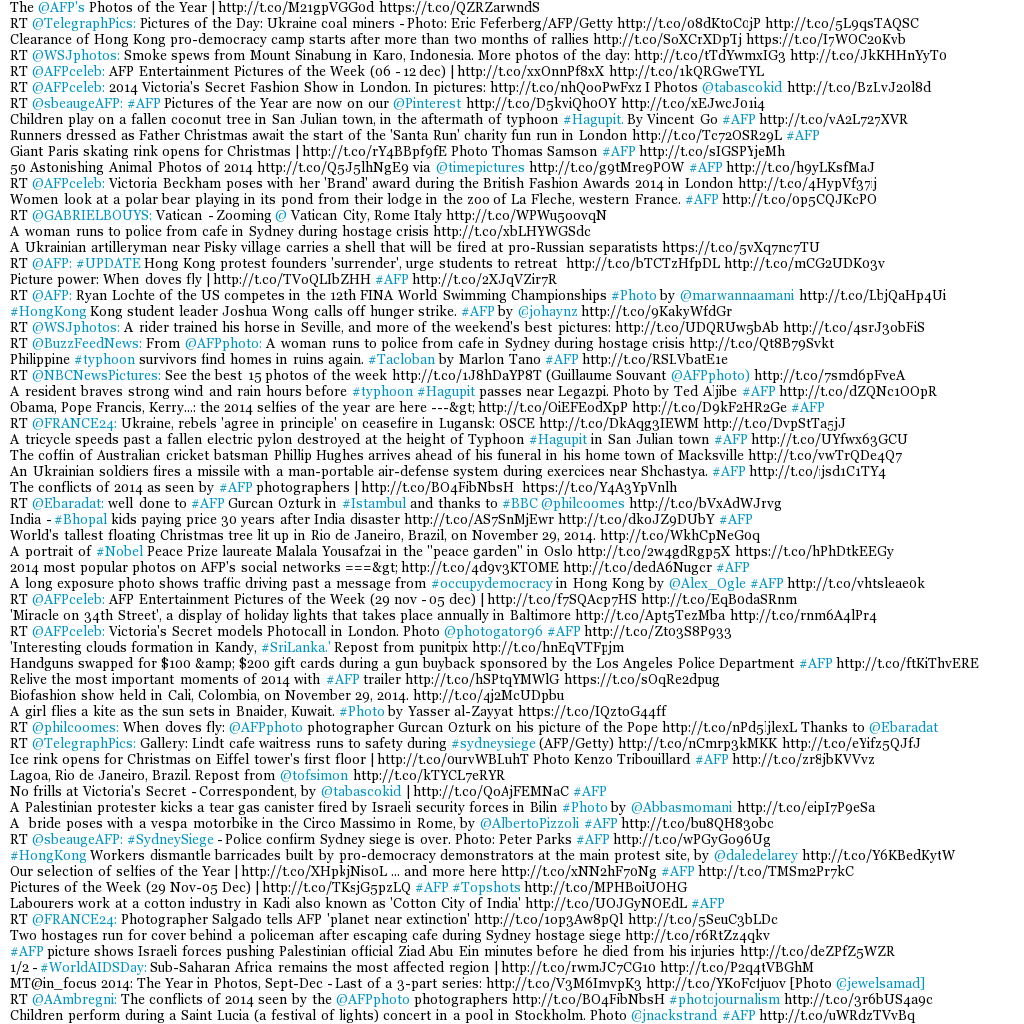 The @AFP's Photos of the Year | http://t.co/M21gpVGGod https://t.co/QZRZarwndS
RT @TelegraphPics: Pictures of the Day: Ukraine coal miners - Photo: Eric Feferberg/AFP/Getty http://t.co/08dKtoCcjP http://t.co/5L9qsTAQSC
Clearance of Hong Kong pro-democracy camp starts after more than two months of rallies http://t.co/S0XCrXDpTj https://t.co/I7WOC20Kvb
RT @WSJphotos: Smoke spews from Mount Sinabung in Karo, Indonesia. More photos of the day: http://t.co/tTdYwmxIG3 http://t.co/JkKHHnYyT0
RT @AFPceleb: AFP Entertainment Pictures of the Week (06 - 12 dec) | http://t.co/xxOnnPf8xX http://t.co/1kQRGweTYL
RT @AFPceleb: 2014 Victoria's Secret Fashion Show in London. In pictures: http://t.co/nhQooPwFxz I Photos @tabascokid http://t.co/BzLvJ20l8d
RT @sbeaugeAFP: #AFP Pictures of the Year are now on our @Pinterest http://t.co/D5kviQhoOY http://t.co/xEJwcJ01i4
Children play on a fallen coconut tree in San Julian town, in the aftermath of typhoon #Hagupit. By Vincent Go #AFP http://t.co/vA2L727XVR
Runners dressed as Father Christmas await the start of the 'Santa Run' charity fun run in London http://t.co/Tc72OSR29L #AFP
Giant Paris skating rink opens for Christmas | http://t.co/rY4BBpf9fE Photo Thomas Samson #AFP http://t.co/sIGSPYjeMh
50 Astonishing Animal Photos of 2014 http://t.co/Q5J5lhNgE9 via @timepictures http://t.co/g9tMre9POW #AFP http://t.co/h9yLKsfMaJ
RT @AFPceleb: Victoria Beckham poses with her 'Brand' award during the British Fashion Awards 2014 in London http://t.co/4HypVf37ij
Women look at a polar bear playing in its pond from their lodge in the zoo of La Fleche, western France. #AFP http://t.co/0p5CQJKcPO
RT @GABRIELBOUYS: Vatican - Zooming @ Vatican City, Rome Italy http://t.co/WPWu5oovqN
A woman runs to police from cafe in Sydney during hostage crisis http://t.co/xbLHYWGSdc
A Ukrainian artilleryman near Pisky village carries a shell that will be fired at pro-Russian separatists https://t.co/5vXq7nc7TU
RT @AFP: #UPDATE Hong Kong protest founders 'surrender', urge students to retreat  http://t.co/bTCTzHfpDL http://t.co/mCG2UDK03v
Picture power: When doves fly | http://t.co/TVoQLIbZHH #AFP http://t.co/2XJqVZir7R
RT @AFP: Ryan Lochte of the US competes in the 12th FINA World Swimming Championships #Photo by @marwannaamani http://t.co/LbjQaHp4Ui
#HongKong Kong student leader Joshua Wong calls off hunger strike. #AFP by @johaynz http://t.co/9KakyWfdGr
RT @WSJphotos: A rider trained his horse in Seville, and more of the weekend's best pictures: http://t.co/UDQRUw5bAb http://t.co/4srJ3obFiS
RT @BuzzFeedNews: From @AFPphoto: A woman runs to police from cafe in Sydney during hostage crisis http://t.co/Qt8B79Svkt
Philippine #typhoon survivors find homes in ruins again. #Tacloban by Marlon Tano #AFP http://t.co/RSLVbatE1e
RT @NBCNewsPictures: See the best 15 photos of the week http://t.co/1J8hDaYP8T (Guillaume Souvant @AFPphoto) http://t.co/7smd6pFveA
A resident braves strong wind and rain hours before #typhoon #Hagupit passes near Legazpi. Photo by Ted Aljibe #AFP http://t.co/dZQNc1OOpR
Obama, Pope Francis, Kerry...: the 2014 selfies of the year are here ---&gt; http://t.co/OiEFEodXpP http://t.co/D9kF2HR2Ge #AFP
RT @FRANCE24: Ukraine, rebels 'agree in principle' on ceasefire in Lugansk: OSCE http://t.co/DkAqg3IEWM http://t.co/DvpStTa5jJ
A tricycle speeds past a fallen electric pylon destroyed at the height of Typhoon #Hagupit in San Julian town #AFP http://t.co/UYfwx63GCU
The coffin of Australian cricket batsman Phillip Hughes arrives ahead of his funeral in his home town of Macksville http://t.co/vwTrQDe4Q7
An Ukrainian soldiers fires a missile with a man-portable air-defense system during exercices near Shchastya. #AFP http://t.co/jsd1C1TY4
The conflicts of 2014 as seen by #AFP photographers | http://t.co/BO4FibNbsH  https://t.co/Y4A3YpVnlh
RT @Ebaradat: well done to #AFP Gurcan Ozturk in #Istambul and thanks to #BBC @philcoomes http://t.co/bVxAdWJrvg
India - #Bhopal kids paying price 30 years after India disaster http://t.co/AS7SnMjEwr http://t.co/dkoJZ9DUbY #AFP
World's tallest floating Christmas tree lit up in Rio de Janeiro, Brazil, on November 29, 2014. http://t.co/WkhCpNeGoq
A portrait of #Nobel Peace Prize laureate Malala Yousafzai in the "peace garden" in Oslo http://t.co/2w4gdRgp5X https://t.co/hPhDtkEEGy
2014 most popular photos on AFP's social networks ===&gt; http://t.co/4d9v3KTOME http://t.co/dedA6Nugcr #AFP
A long exposure photo shows traffic driving past a message from #occupydemocracy in Hong Kong by @Alex_Ogle #AFP http://t.co/vhtsleaeok
RT @AFPceleb: AFP Entertainment Pictures of the Week (29 nov - 05 dec) | http://t.co/f7SQAcp7HS http://t.co/EqBodaSRnm
'Miracle on 34th Street', a display of holiday lights that takes place annually in Baltimore http://t.co/Apt5TezMba http://t.co/rnm6A4lPr4
RT @AFPceleb: Victoria's Secret models Photocall in London. Photo @photogator96 #AFP http://t.co/Zto3S8P933
'Interesting clouds formation in Kandy, #SriLanka.' Repost from punitpix http://t.co/hnEqVTFpjm
Handguns swapped for $100 &amp; $200 gift cards during a gun buyback sponsored by the Los Angeles Police Department #AFP http://t.co/ftKiThvERE
Relive the most important moments of 2014 with #AFP trailer http://t.co/hSPtqYMWlG https://t.co/sOqRe2dpug
Biofashion show held in Cali, Colombia, on November 29, 2014. http://t.co/4j2McUDpbu
A girl flies a kite as the sun sets in Bnaider, Kuwait. #Photo by Yasser al-Zayyat https://t.co/IQztoG44ff
RT @philcoomes: When doves fly: @AFPphoto photographer Gurcan Ozturk on his picture of the Pope http://t.co/nPd5jlexL Thanks to @Ebaradat
RT @TelegraphPics: Gallery: Lindt cafe waitress runs to safety during #sydneysiege (AFP/Getty) http://t.co/nCmrp3kMKK http://t.co/eYifz5QJfJ
Ice rink opens for Christmas on Eiffel tower's first floor | http://t.co/0urvWBLuhT Photo Kenzo Tribouillard #AFP http://t.co/zr8jbKVVvz
Lagoa, Rio de Janeiro, Brazil. Repost from @tofsimon http://t.co/kTYCL7eRYR
No frills at Victoria's Secret - Correspondent, by @tabascokid | http://t.co/QoAjFEMNaC #AFP
A Palestinian protester kicks a tear gas canister fired by Israeli security forces in Bilin #Photo by @Abbasmomani http://t.co/eipI7P9eSa
A  bride poses with a vespa motorbike in the Circo Massimo in Rome, by @AlbertoPizzoli #AFP http://t.co/bu8QH83obc
RT @sbeaugeAFP: #SydneySiege - Police confirm Sydney siege is over. Photo: Peter Parks #AFP http://t.co/wPGyGo96Ug
#HongKong Workers dismantle barricades built by pro-democracy demonstrators at the main protest site, by @daledelarey http://t.co/Y6KBedKytW
Our selection of selfies of the Year | http://t.co/XHpkjNis0L ... and more here http://t.co/xNN2hF70Ng #AFP http://t.co/TMSm2Pr7kC
Pictures of the Week (29 Nov-05 Dec) | http://t.co/TKsjG5pzLQ #AFP #Topshots http://t.co/MPHBoiUOHG
Labourers work at a cotton industry in Kadi also known as 'Cotton City of India' http://t.co/UOJGyNOEdL #AFP
RT @FRANCE24: Photographer Salgado tells AFP 'planet near extinction' http://t.co/1op3Aw8pQl http://t.co/5SeuC3bLDc
Two hostages run for cover behind a policeman after escaping cafe during Sydney hostage siege http://t.co/r6RtZz4qkv
#AFP picture shows Israeli forces pushing Palestinian official Ziad Abu Ein minutes before he died from his injuries http://t.co/deZPfZ5WZR
1/2 - #WorldAIDSDay: Sub-Saharan Africa remains the most affected region | http://t.co/rwmJC7CG10 http://t.co/P2q4tVBGhM
MT@in_focus 2014: The Year in Photos, Sept-Dec - Last of a 3-part series: http://t.co/V3M6ImvpK3 http://t.co/YKoFcIjuov [Photo @jewelsamad]
RT @AAmbregni: The conflicts of 2014 seen by the @AFPphoto photographers http://t.co/BO4FibNbsH #photojournalism http://t.co/3r6bUS4a9c
Children perform during a Saint Lucia (a festival of lights) concert in a pool in Stockholm. Photo @jnackstrand #AFP http://t.co/uWRdzTVvBq